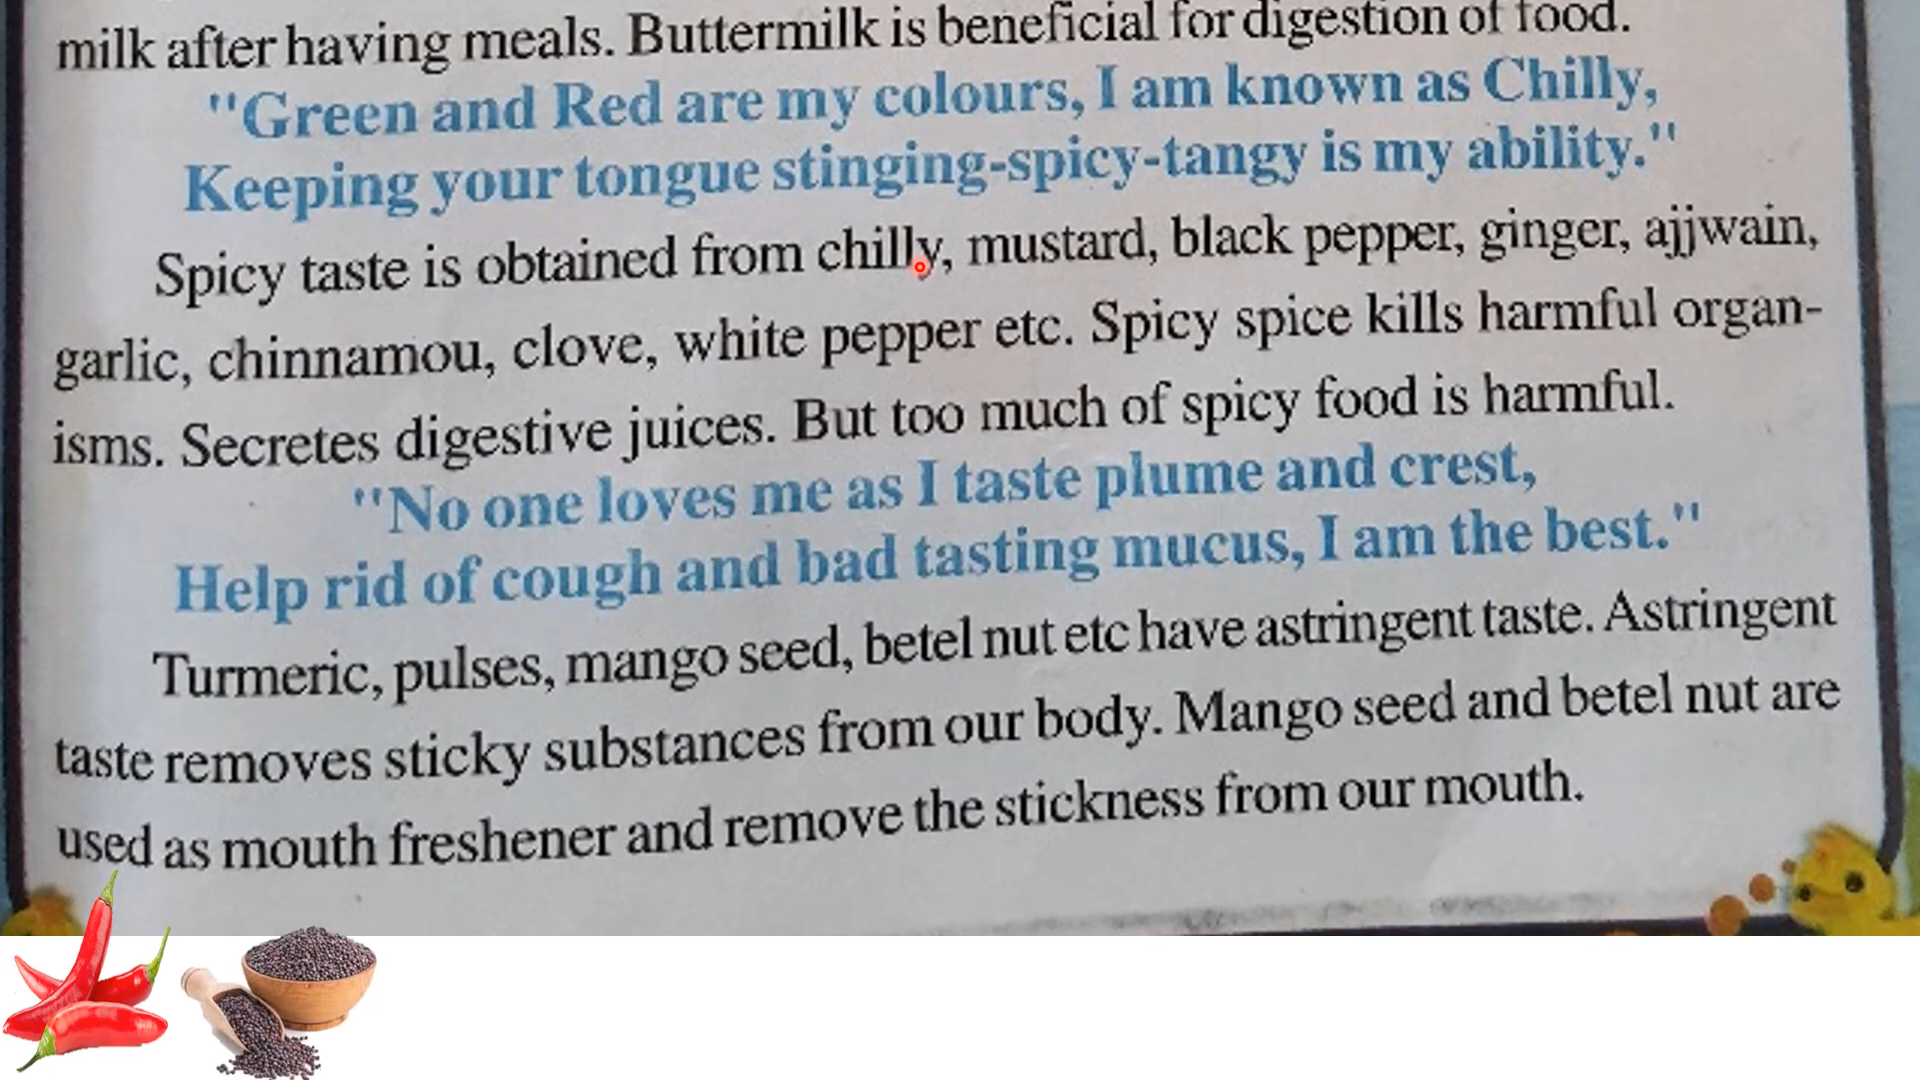 milk after having meals. Buttermilk is beneficial for digestion of food.
"Green and Red are my colours, I am known as Chilly,
Keeping your tongue stinging-spicy-tangy is my ability."
Spicy taste is obtained from chilly, mustard, black pepper, ginger, ajjwain,
garlic, chinnamou, clove, white pepper etc. Spicy spice kills harmful organ-
isms. Secretes digestive juices. But too much of spicy food is harmful.
"No one loves me as I taste plume and crest,
Help rid of cough and bad tasting mucus, I am the best."
Turmeric, pulses, mango seed, betel nut etc have astringent taste. Astringent
taste removes sticky substances from our body. Mango seed and betel nut are
used as mouth freshener and remove the stickness from our mouth.